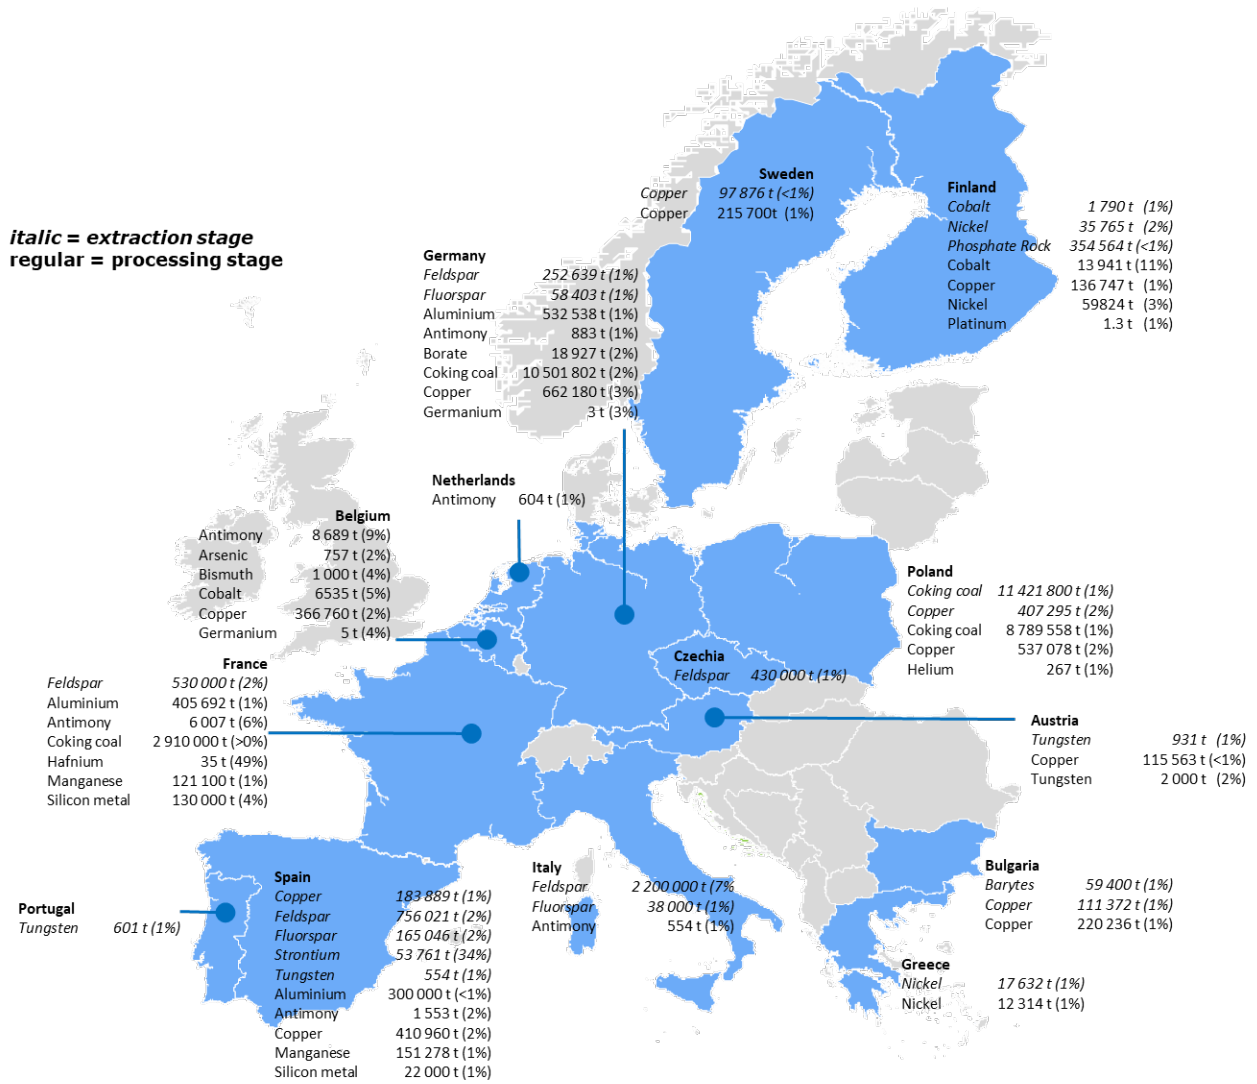 italic = extraction stage
regular = processing stage
Sweden
Copper 97 876 t (<1%)
Copper 215 700t (1%)
Finland
Cobalt 1 790 t (1%)
Nickel 35 765 t (2%)
Phosphate Rock 354 564 t (<1%)
Cobalt 13 941 t (11%)
Copper 136 747 t (1%)
Nickel 59824 t (3%)
Platinum 1.3 t (1%)
Germany
Feldspar 252 639 t (1%)
Fluorspar 58 403 t (1%)
Aluminium 532 538 t (1%)
Antimony 883 t (1%)
Borate 18 927 t (2%)
Coking coal 10 501 802 t (2%)
Copper 662 180 t (3%)
Germanium 3 t (3%)
Netherlands
Antimony 604 t (1%)
Belgium
Antimony 8 689 t (9%)
Arsenic 757 t (2%)
Bismuth 1 000 t (4%)
Cobalt 6535 t (5%)
Copper 366 760 t (2%)
Germanium 5 t (4%)
Poland
Coking coal 11 421 800 t (1%)
Copper 407 295 t (2%)
Coking coal 8 789 558 t (1%)
Copper 537 078 t (2%)
Helium 267 t (1%)
France
Feldspar 530 000 t (2%)
Aluminium 405 692 t (1%)
Antimony 6 007 t (6%)
Coking coal 2 910 000 t (>0%)
Hafnium 35 t (49%)
Manganese 121 100 t (1%)
Silicon metal 130 000 t (4%)
Czechia
Feldspar 430 000 t (1%)
Austria
Tungsten 931 t (1%)
Copper 115 563 t (<1%)
Tungsten 2 000 t (2%)
Portugal
Tungsten 601 t (1%)
Spain
Copper 183 889 t (1%)
Feldspar 756 021 t (2%)
Fluorspar 165 046 t (2%)
Strontium 53 761 t (34%)
Tungsten 554 t (1%)
Aluminium 300 000 t (<1%)
Antimony 1 553 t (2%)
Copper 410 960 t (2%)
Manganese 151 278 t (1%)
Silicon metal 22 000 t (1%)
Italy
Feldspar 2 200 000 t (7%
Fluorspar 38 000 t (1%)
Antimony 554 t (1%)
Bulgaria
Barytes 59 400 t (1%)
Copper 111 372 t (1%)
Copper 220 236 t (1%)
Greece
Nickel 17 632 t (1%)
Nickel 12 314 t (1%)